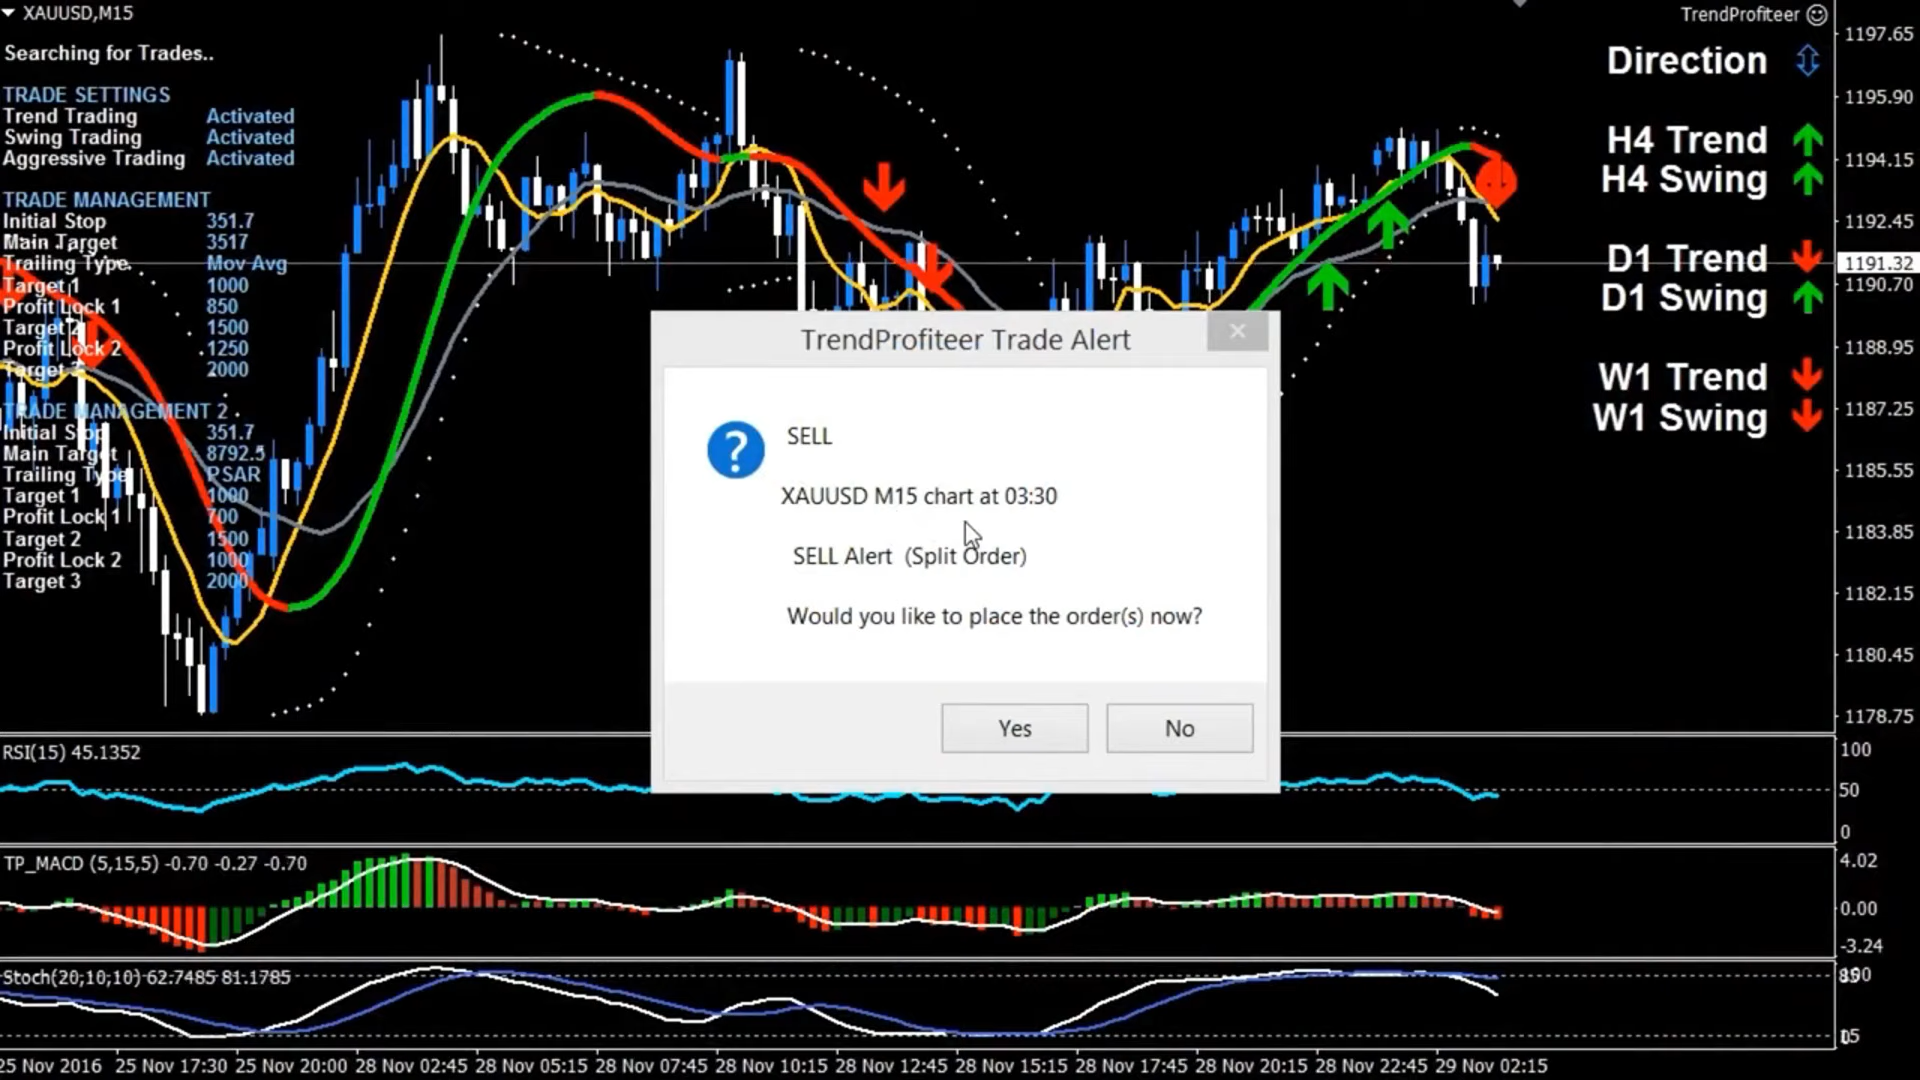 XAUUSD,M15
TrendProfiteer
Searching for Trades..
TRADE SETTINGS
Trend Trading Activated
Swing Trading Activated
Aggressive Trading Activated
TRADE MANAGEMENT
Initial Stop 351.7
Main Target 3517
Trailing Type Mov Avg
Target 1 1000
Profit Lock 1 850
Target 2 1500
Profit Lock 2 1250
Target 3 2000
TRADE MANAGEMENT 2
Initial Stop 351.7
Main Target 8792.5
Trailing Type PSAR
Target 1 1000
Profit Lock 1 700
Target 2 1500
Profit Lock 2 1000
Target 3 2000
Direction
H4 Trend
H4 Swing
D1 Trend
D1 Swing
W1 Trend
W1 Swing
1197.65
1195.90
1194.15
1192.45
1191.32
1190.70
1188.95
1187.25
1185.55
1183.85
1182.15
1180.45
1178.75
TrendProfiteer Trade Alert
SELL
XAUUSD M15 chart at 03:30
SELL Alert (Split Order)
Would you like to place the order(s) now?
Yes No
RSI(15) 45.1352
100
50
0
TP_MACD (5,15,5) -0.70 -0.27 -0.70
4.02
0.00
-3.24
Stoch(20,10,10) 62.7485 81.1785
25 Nov 2016 25 Nov 17:30 25 Nov 20:00 28 Nov 02:45 28 Nov 05:15 28 Nov 07:45 28 Nov 10:15 28 Nov 12:45 28 Nov 15:15 28 Nov 17:45 28 Nov 20:15 28 Nov 22:45 29 Nov 02:15